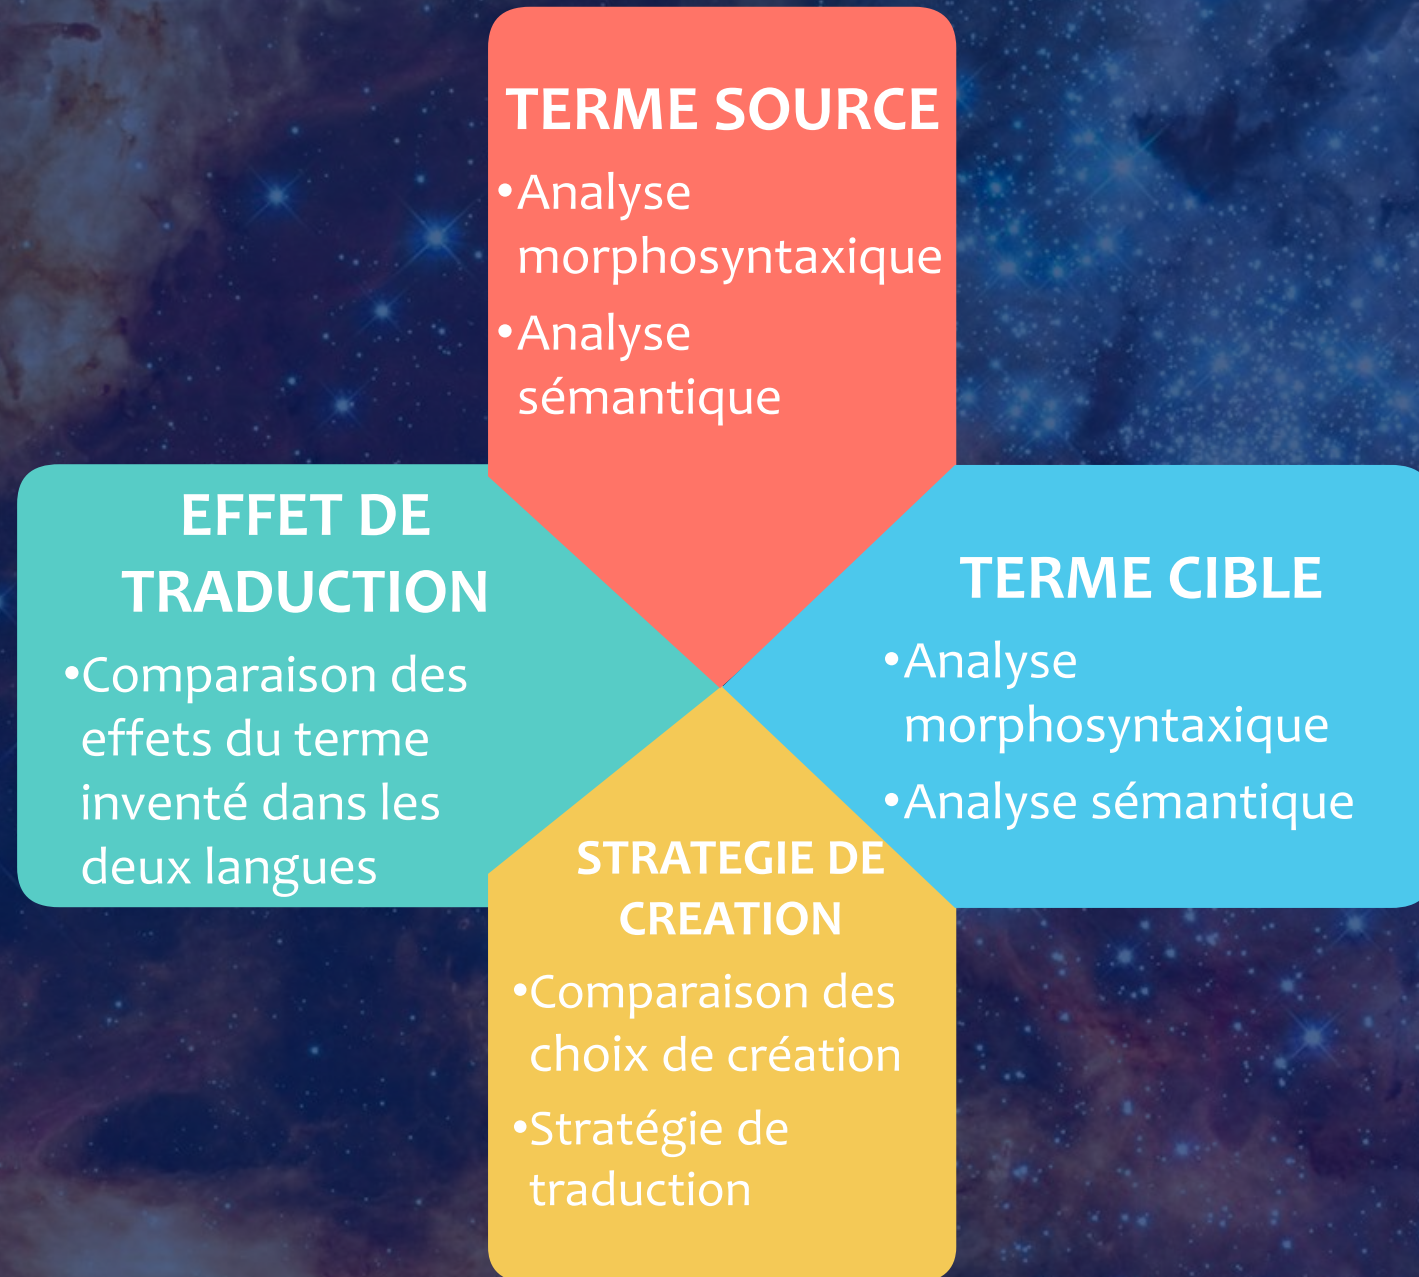 TERME SOURCE
•Analyse
morphosyntaxique
•Analyse
sémantique
EFFET DE
TRADUCTION
•Comparaison des
effets du terme
inventé dans les
deux langues
TERME CIBLE
•Analyse
morphosyntaxique
•Analyse sémantique
STRATEGIE DE
CREATION
•Comparaison des
choix de création
•Stratégie de
traduction